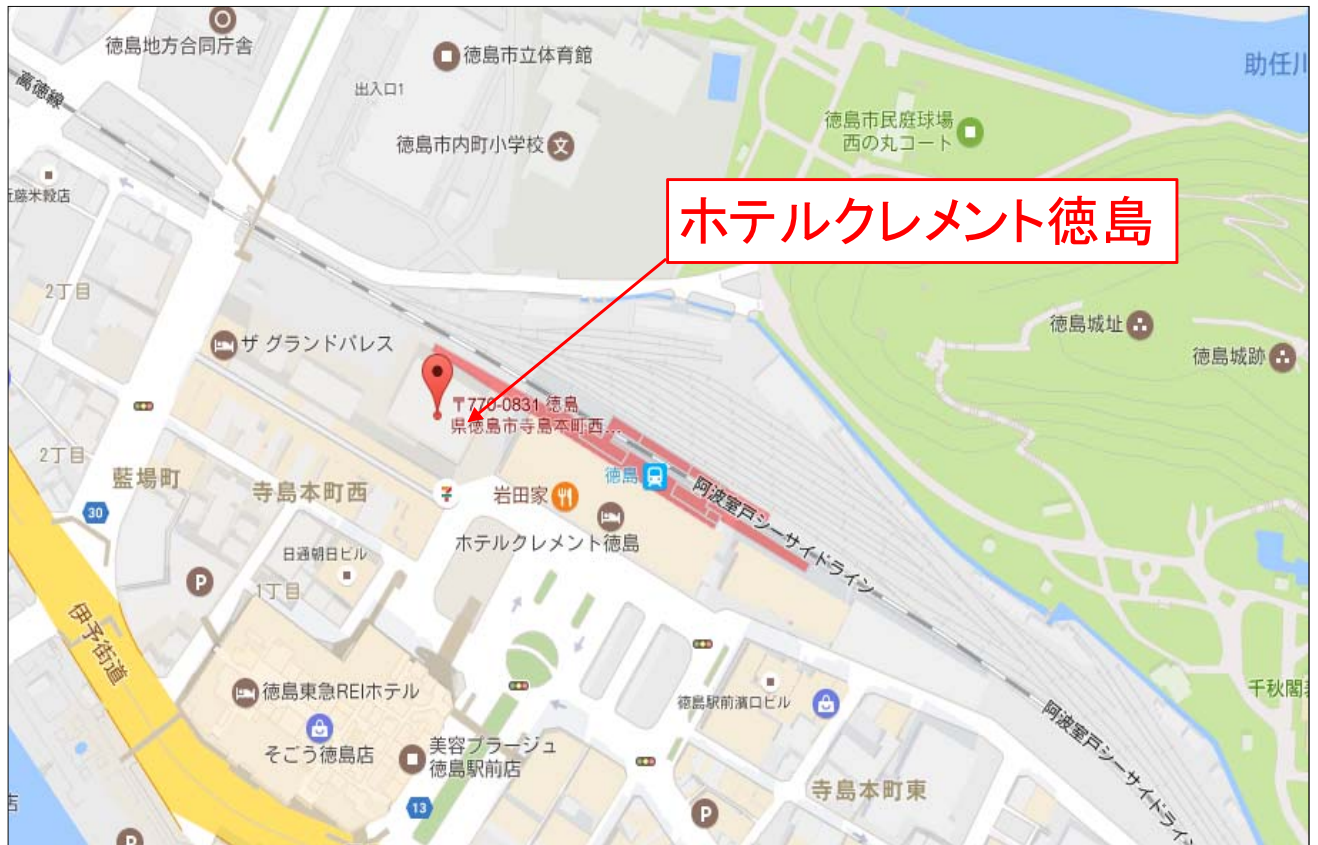 徳島地方合同庁舎
徳島市立体育館
助任川
高徳線
出入口1
徳島市民庭球場
西の丸コート
徳島市内町小学校
文
近藤米穀店
ホテルクレメント徳島
2丁目
徳島城址
ザ グランドパレス
徳島城跡
〒770-0831 徳島
県徳島市寺島本町西...
2丁目
藍場町
徳島
寺島本町西
7
岩田家
阿波室戸シーサイドライン
30
ホテルクレメント徳島
日通朝日ビル
P
1丁目
伊予街道
徳島東急REIホテル
徳島駅前濱口ビル
千秋閣
阿波室戸シーサイドライン
そごう徳島店
美容プラージュ
徳島駅前店
寺島本町東
店
13
P
P